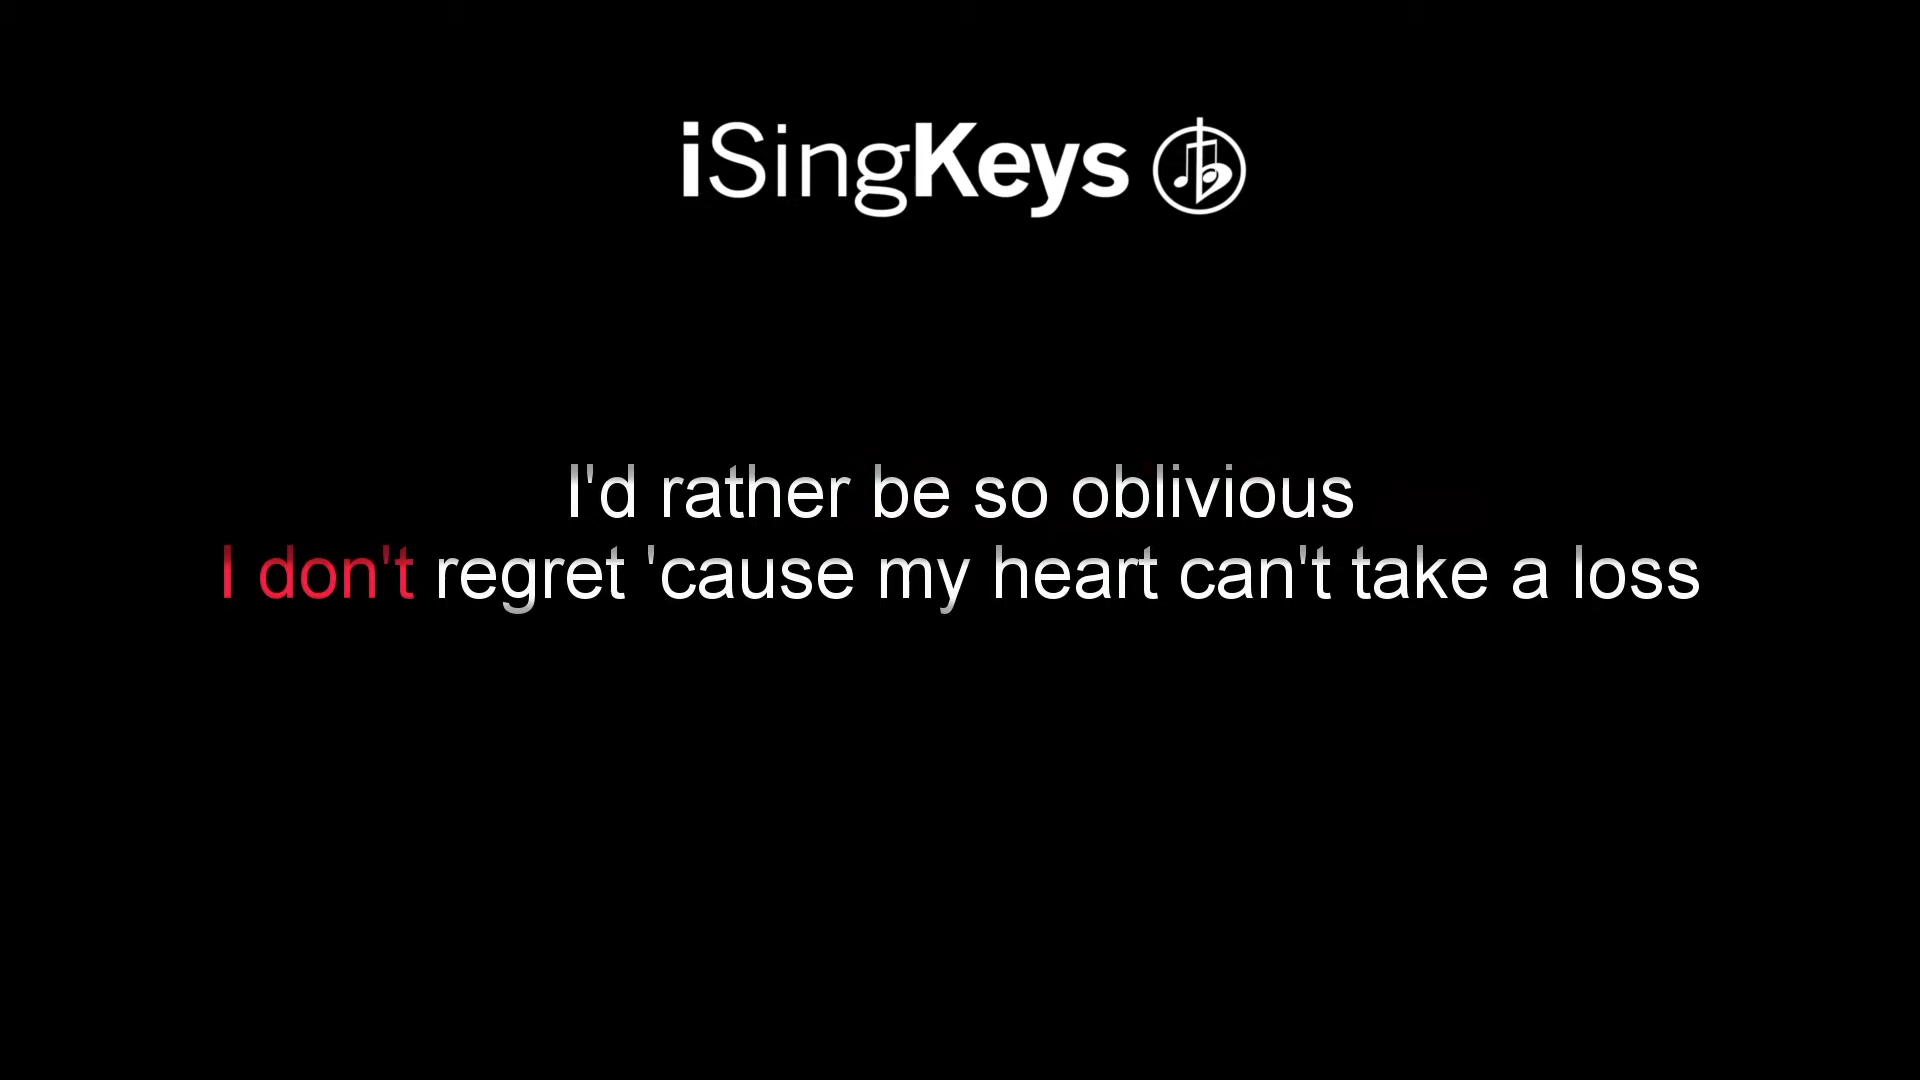 iSingKeys
I'd rather be so oblivious
I don't regret 'cause my heart can't take a loss